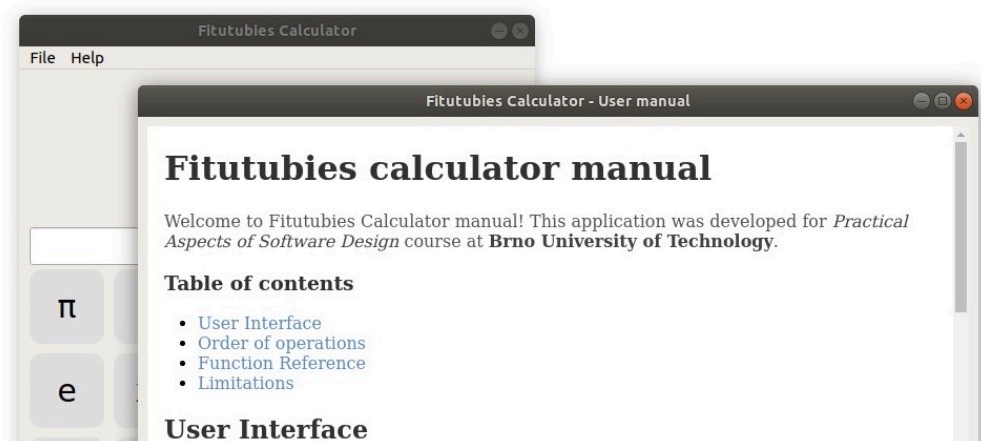 Fitutubies Calculator
File Help
Fitutubies Calculator - User manual
Fitutubies calculator manual
Welcome to Fitutubies Calculator manual! This application was developed for Practical
Aspects of Software Design course at Brno University of Technology.
Table of contents
• User Interface
• Order of operations
• Function Reference
• Limitations
User Interface
π
e